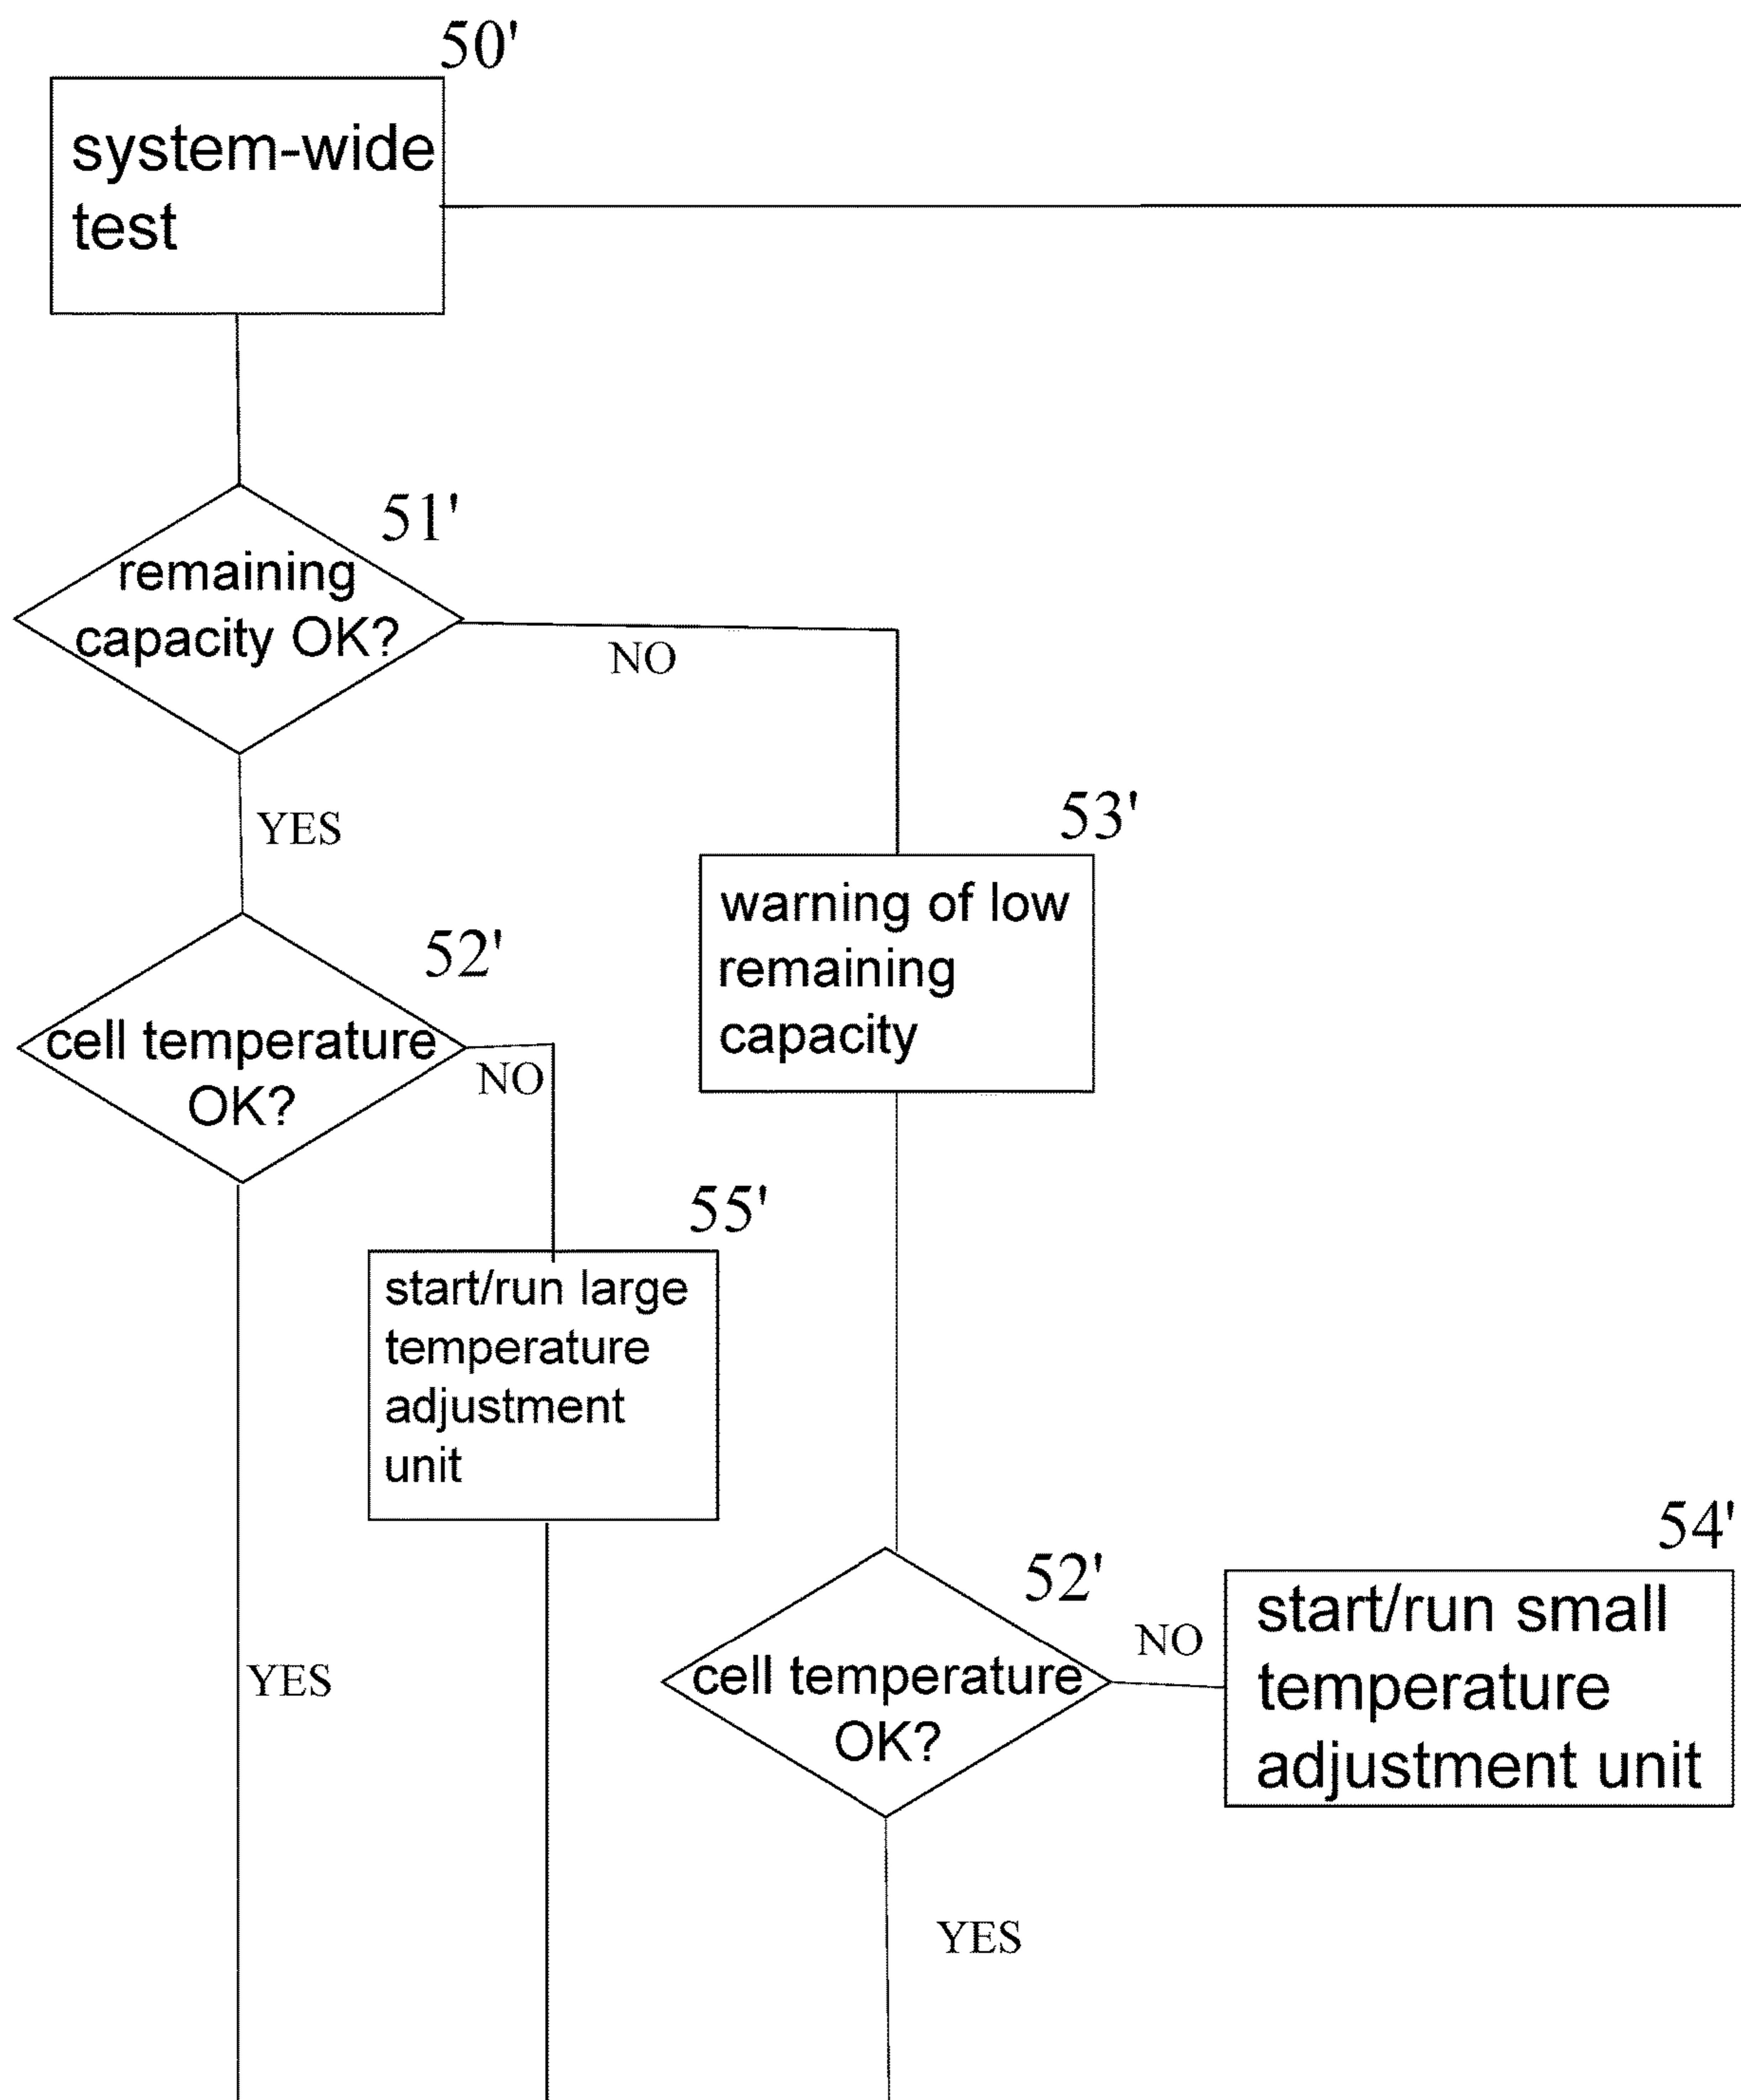 50'
system-wide
test
51'
remaining
capacity OK?
NO
YES
53'
warning of low
remaining
capacity
52'
cell temperature
OK?
NO
55'
start/run large
temperature
adjustment
unit
YES
52'
cell temperature
OK?
NO
54'
start/run small
temperature
adjustment unit
YES